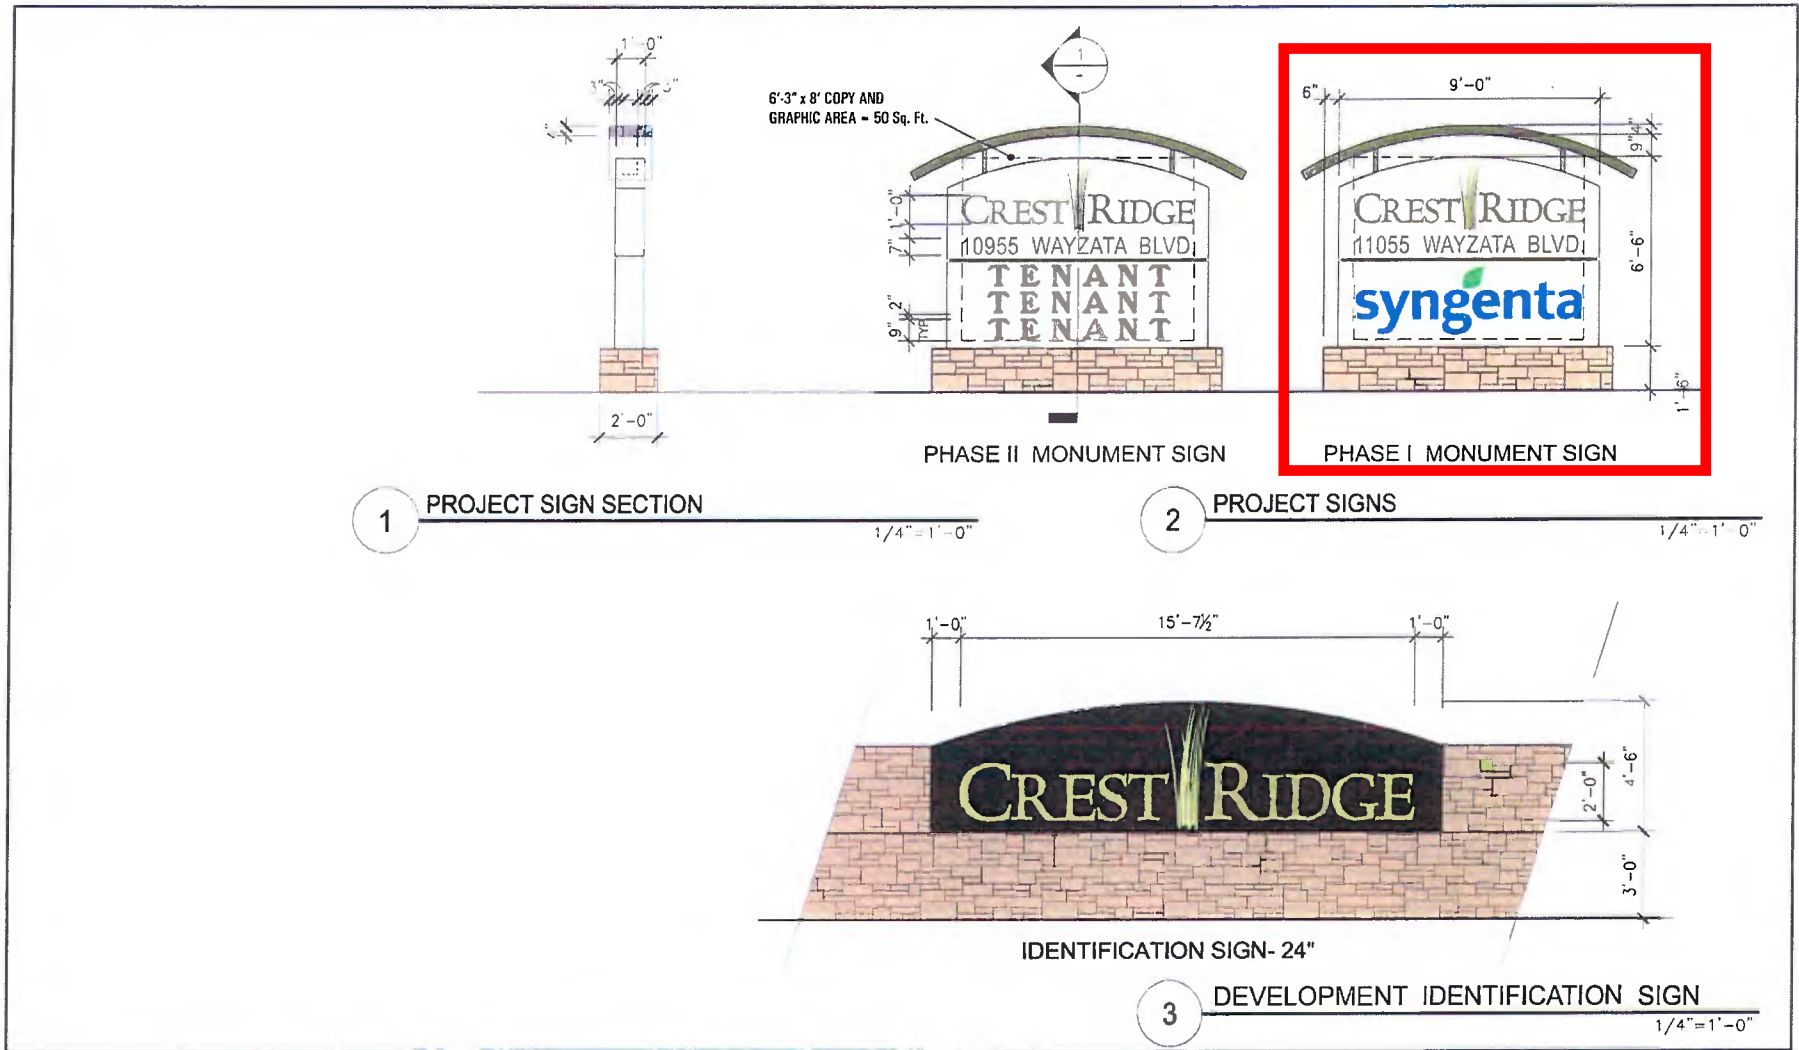 1'-0"
3"
6'-3" x 8' COPY AND
GRAPHIC AREA = 50 Sq. Ft.
1
-
1'-0"
7"
2"
9"
TYP
CREST RIDGE
10955 WAYZATA BLVD.
TENANT
TENANT
TENANT
6"
9'-0"
4"
9"
6'-6"
1'-6"
CREST RIDGE
11055 WAYZATA BLVD.
syngenta
2'-0"
PHASE II MONUMENT SIGN
PHASE I MONUMENT SIGN
1
PROJECT SIGN SECTION
1/4"=1'-0"
2
PROJECT SIGNS
1/4"=1'-0"
1'-0"
15'-7½"
1'-0"
CREST RIDGE
4'-6"
2'-0"
3'-0"
IDENTIFICATION SIGN- 24"
3
DEVELOPMENT IDENTIFICATION SIGN
1/4"=1'-0"